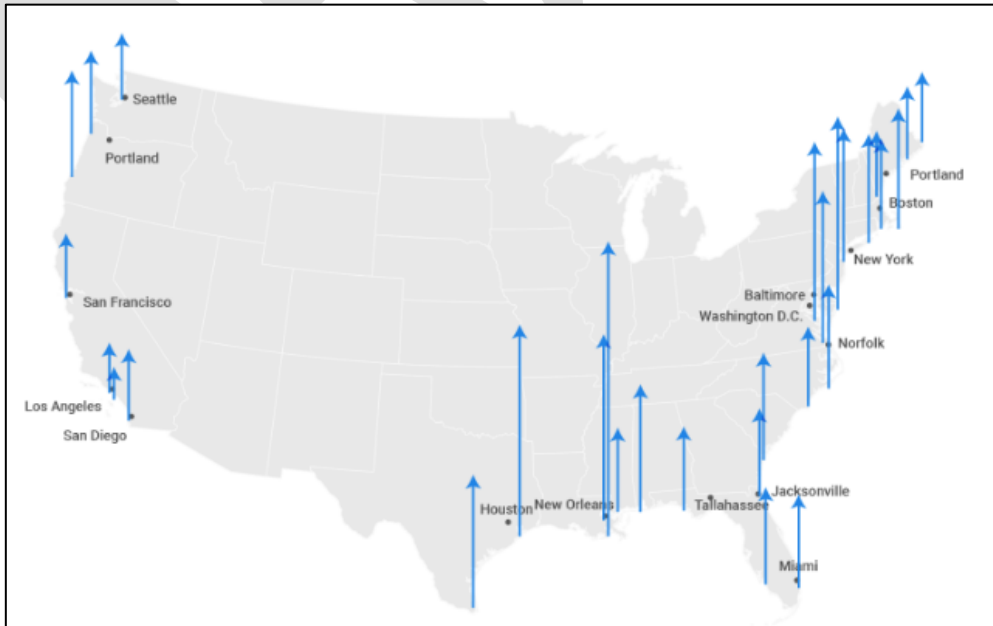 Seattle
Portland
Portland
Boston
New York
San Francisco
Baltimore
Washington D.C.
Norfolk
Los Angeles
San Diego
Houston
New Orleans
Jacksonville
Tallahassee
Miami